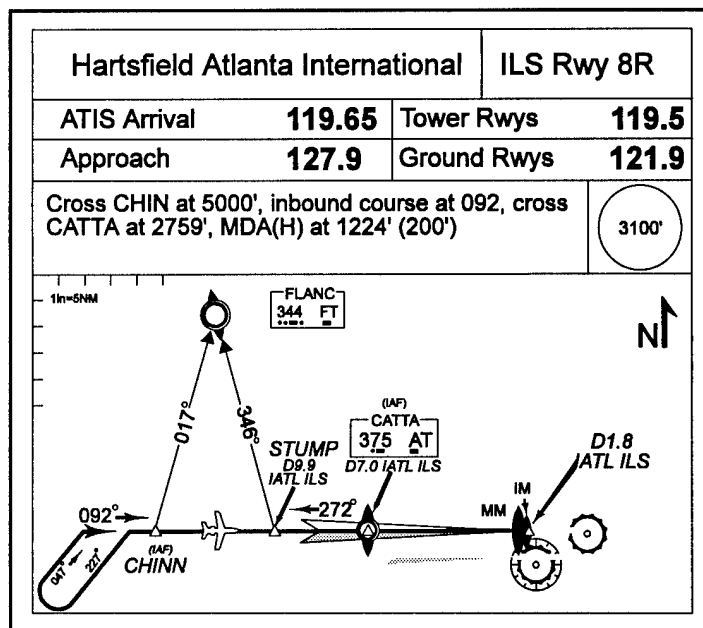 Hartsfield Atlanta International
ILS Rwy 8R
ATIS Arrival 119.65
Tower Rwys 119.5
Approach 127.9
Ground Rwys 121.9
Cross CHIN at 5000', inbound course at 092, cross
CATTA at 2759', MDA(H) at 1224' (200')
3100'
1in=5NM
FLANC
344 FT
N
017°
346°
(IAF)
CATTA
375 AT
D7.0 IATL ILS
STUMP
D9.9
IATL ILS
D1.8
IATL ILS
IM
MM
092°
272°
(IAF)
CHINN
047°
227°